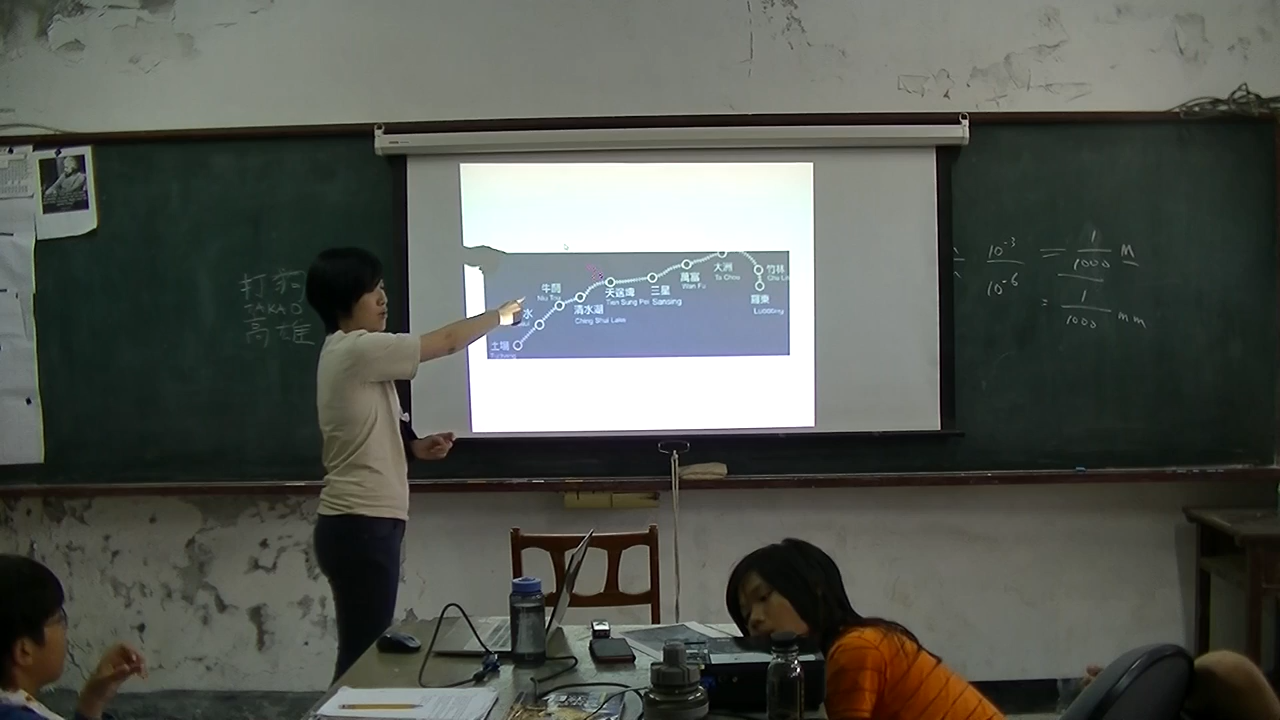 打狗
TAKAO
高雄
牛鬪
Niu Tou
水
土場
Tuchang
清水湖
Ching Shui Lake
天送埤
Tien Sung Pei
三星
Sansing
萬富
Wan Fu
大洲
Ta Chou
竹林
羅東
10⁻³ = 1 M
10⁻⁶ 1000
= 1 mm
1000